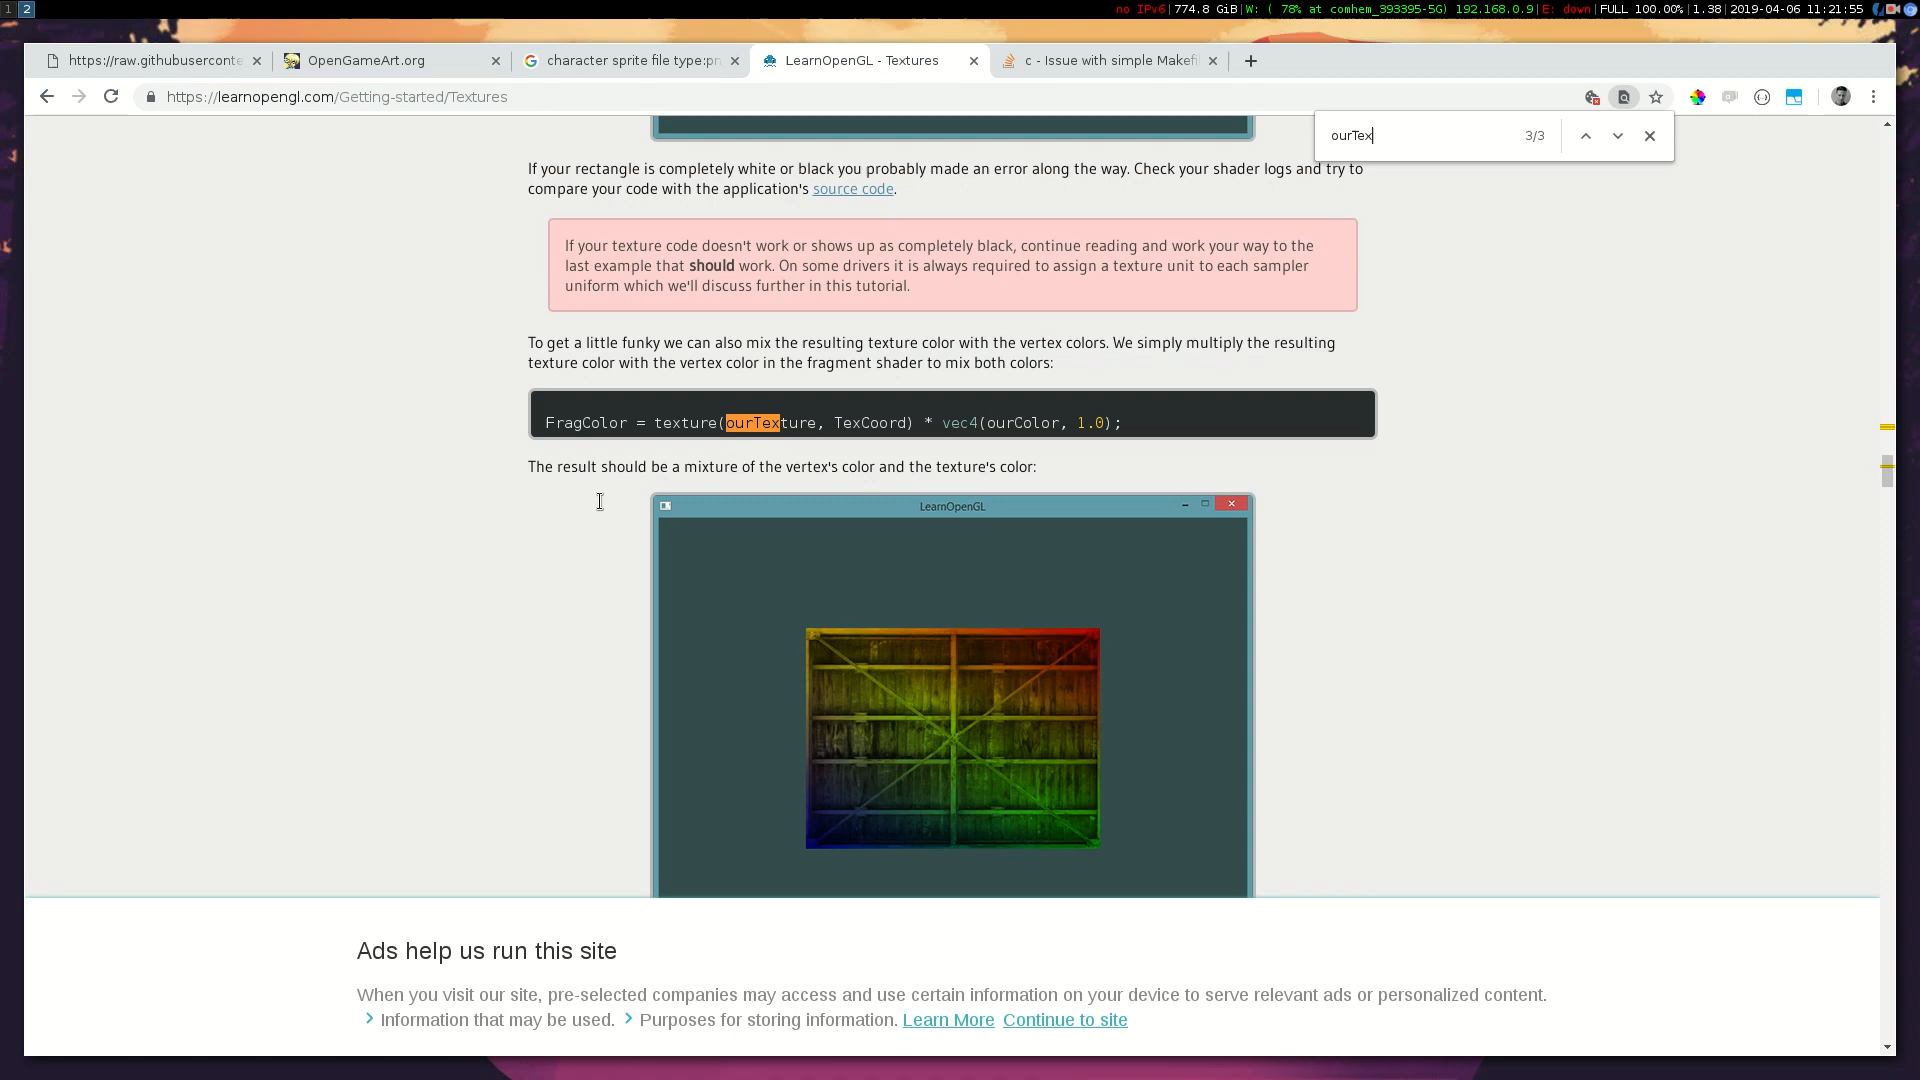 1 2 no IPv6|774.8 GiB|W: ( 78% at comhem_393395-5G) 192.168.0.9|E: down|FULL 100.00%|1.38|2019-04-06 11:21:55
https://raw.githubuserconte OpenGameArt.org character sprite file type:pr LearnOpenGL - Textures c - Issue with simple Makefi
https://learnopengl.com/Getting-started/Textures
ourTex 3/3
If your rectangle is completely white or black you probably made an error along the way. Check your shader logs and try to
compare your code with the application's source code.
If your texture code doesn't work or shows up as completely black, continue reading and work your way to the
last example that should work. On some drivers it is always required to assign a texture unit to each sampler
uniform which we'll discuss further in this tutorial.
To get a little funky we can also mix the resulting texture color with the vertex colors. We simply multiply the resulting
texture color with the vertex color in the fragment shader to mix both colors:
FragColor = texture(ourTexture, TexCoord) * vec4(ourColor, 1.0);
The result should be a mixture of the vertex's color and the texture's color:
LearnOpenGL
Ads help us run this site
When you visit our site, pre-selected companies may access and use certain information on your device to serve relevant ads or personalized content.
Information that may be used. Purposes for storing information. Learn More Continue to site